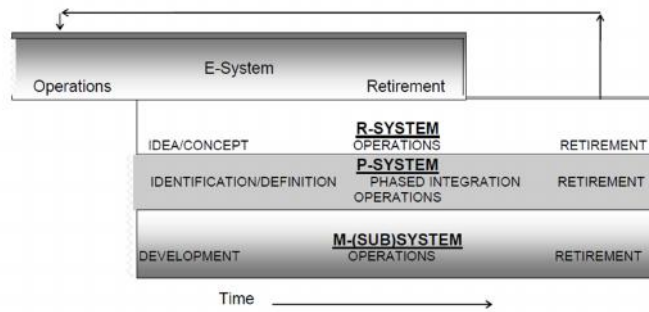 E-System
Operations Retirement
R-SYSTEM
IDEA/CONCEPT OPERATIONS RETIREMENT
P-SYSTEM
IDENTIFICATION/DEFINITION PHASED INTEGRATION RETIREMENT
OPERATIONS
M-(SUB)SYSTEM
DEVELOPMENT OPERATIONS RETIREMENT
Time